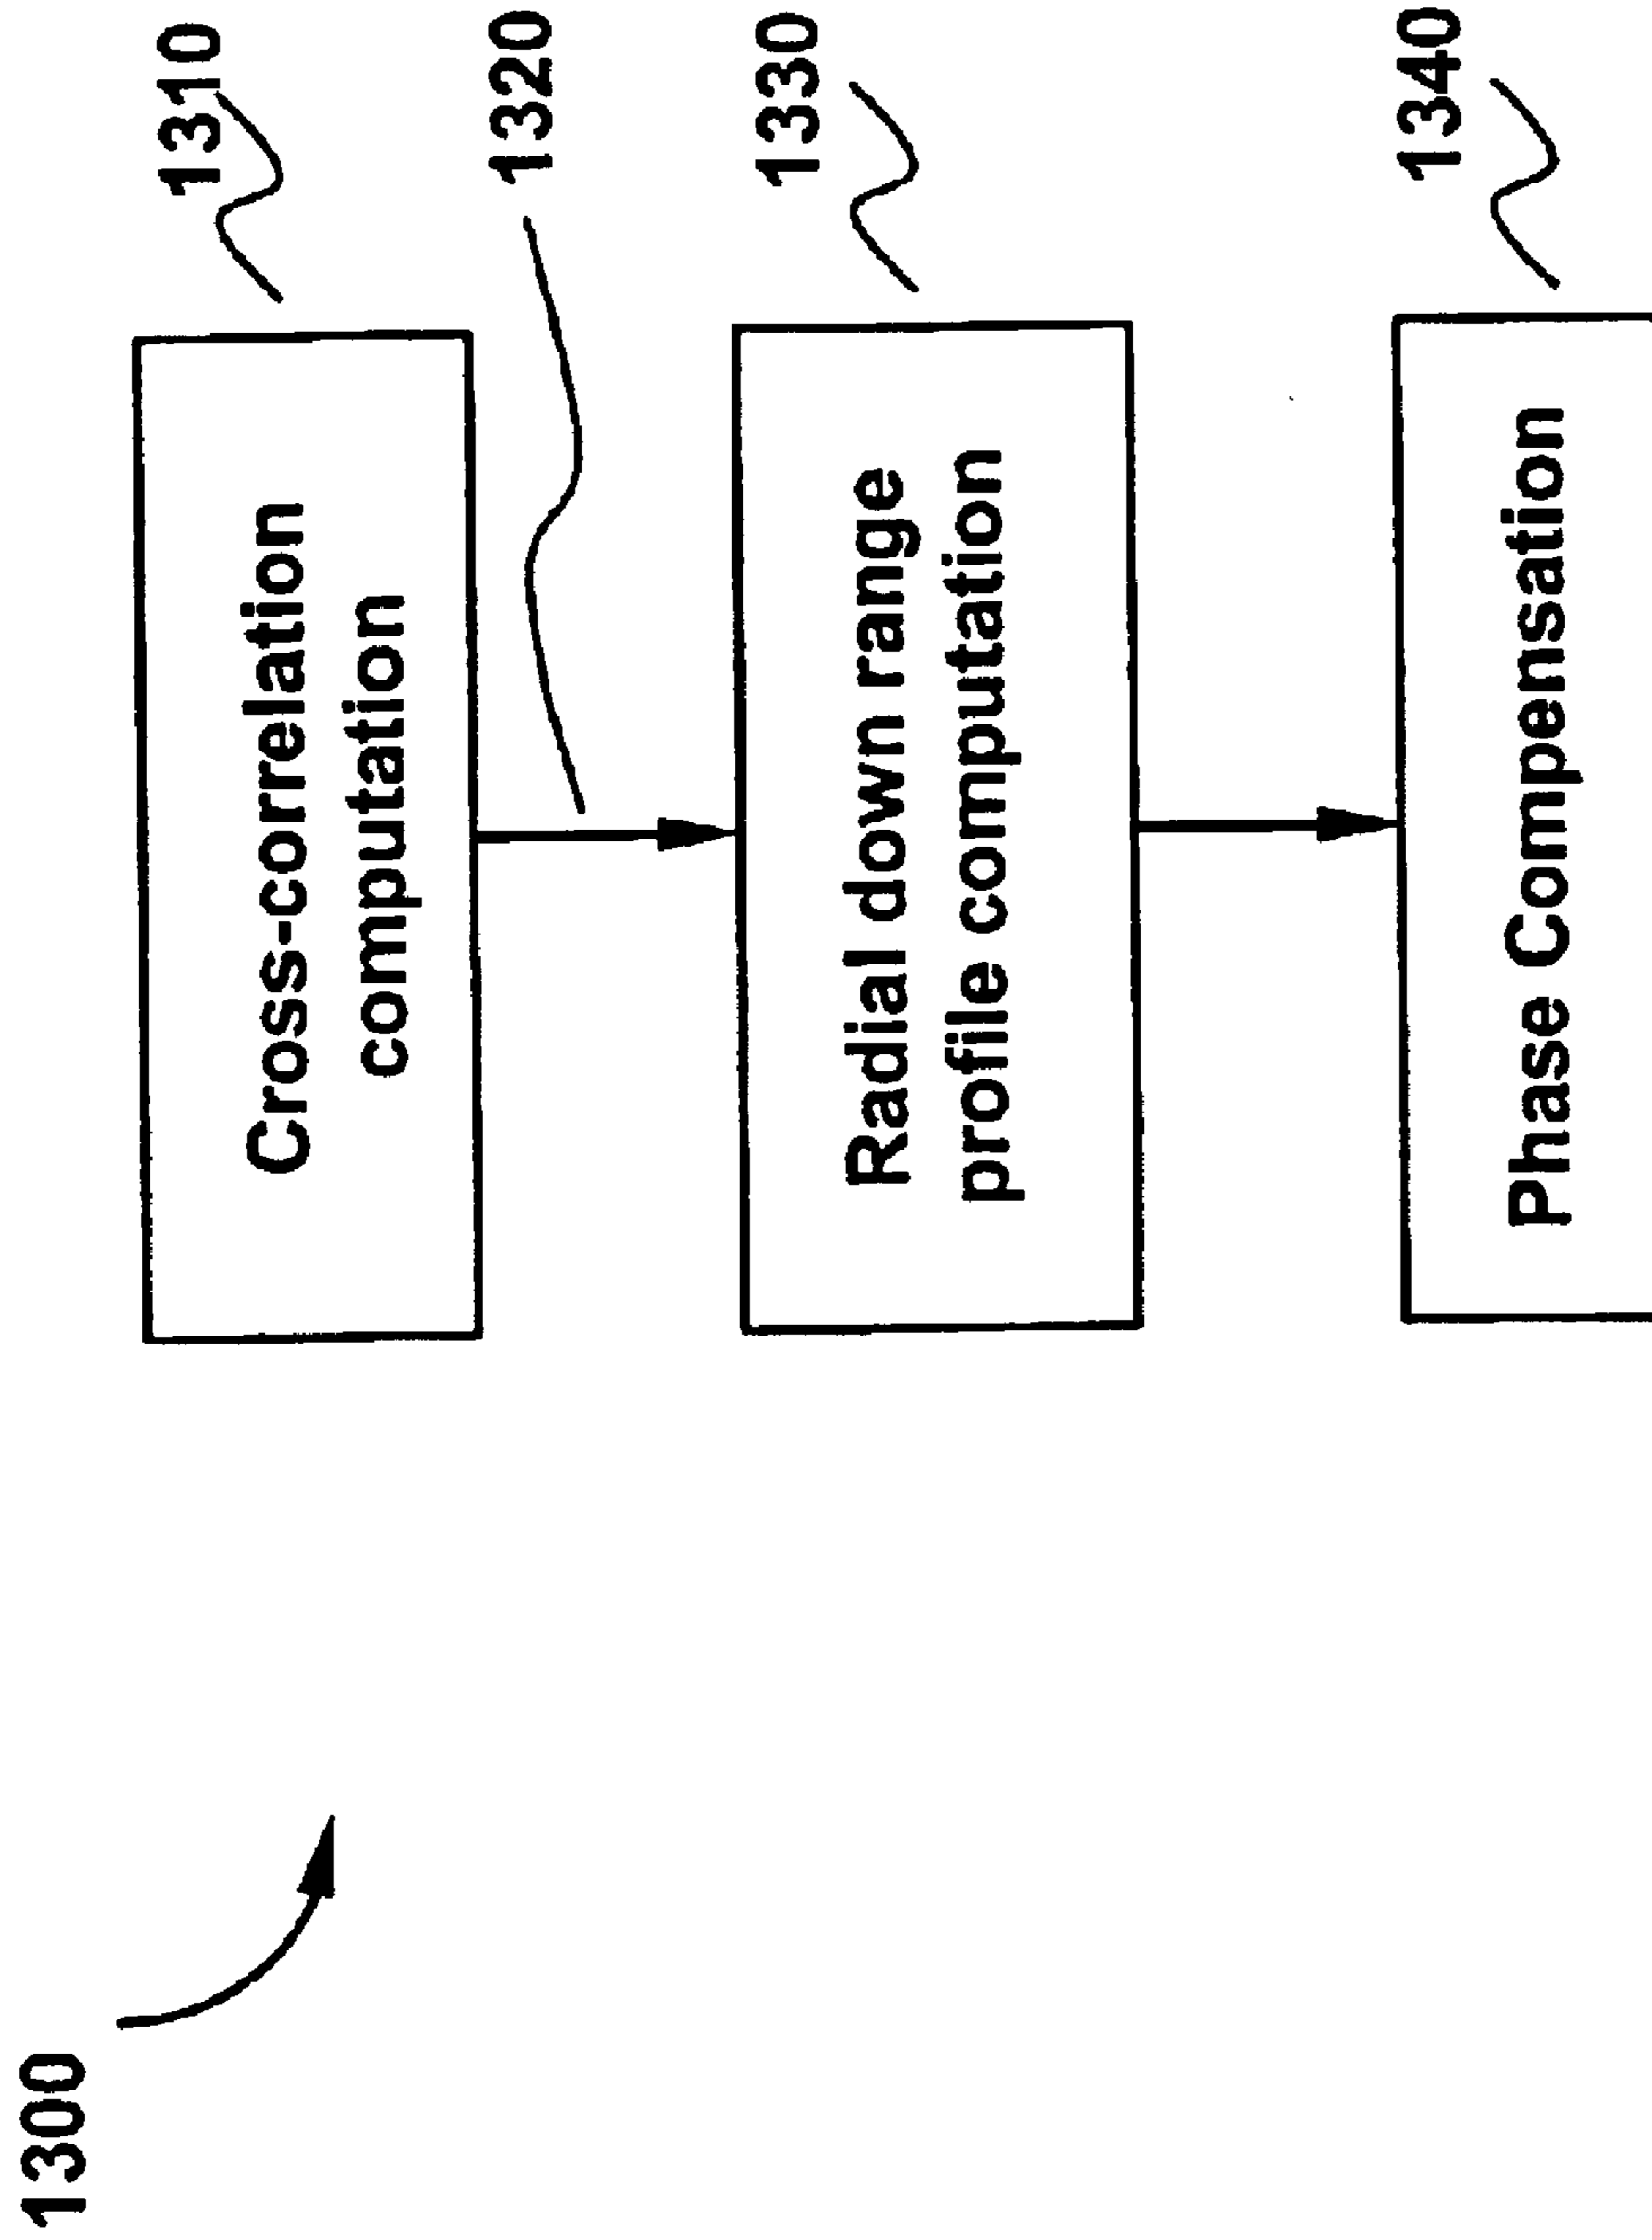 1300
1310
Cross-correlation
computation
1320
1330
Radial down range
profile computation
1340
Phase Compensation